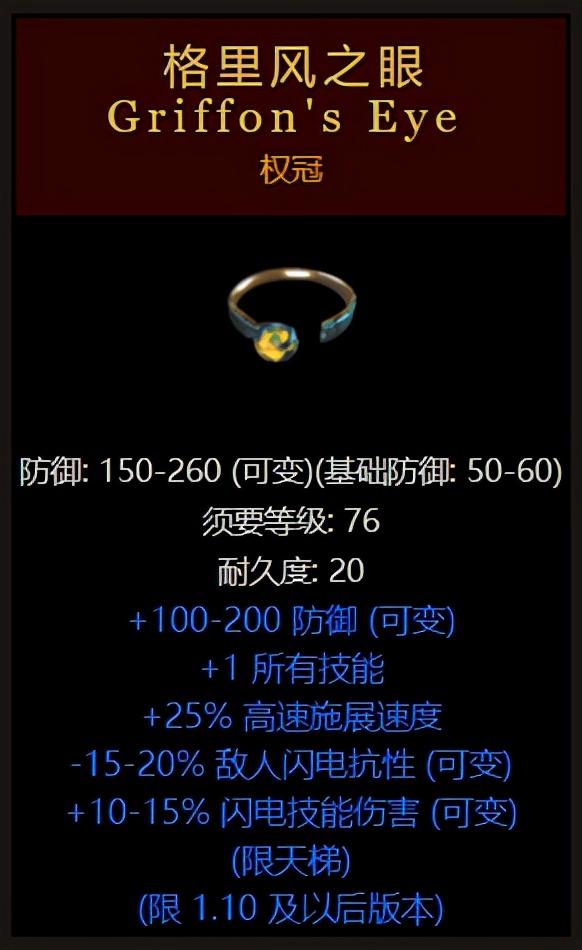 格里风之眼
Griffon's Eye
权冠
防御: 150-260 (可变)(基础防御: 50-60)
须要等级: 76
耐久度: 20
+100-200 防御 (可变)
+1 所有技能
+25% 高速施展速度
-15-20% 敌人闪电抗性 (可变)
+10-15% 闪电技能伤害 (可变)
(限天梯)
(限 1.10 及以后版本)